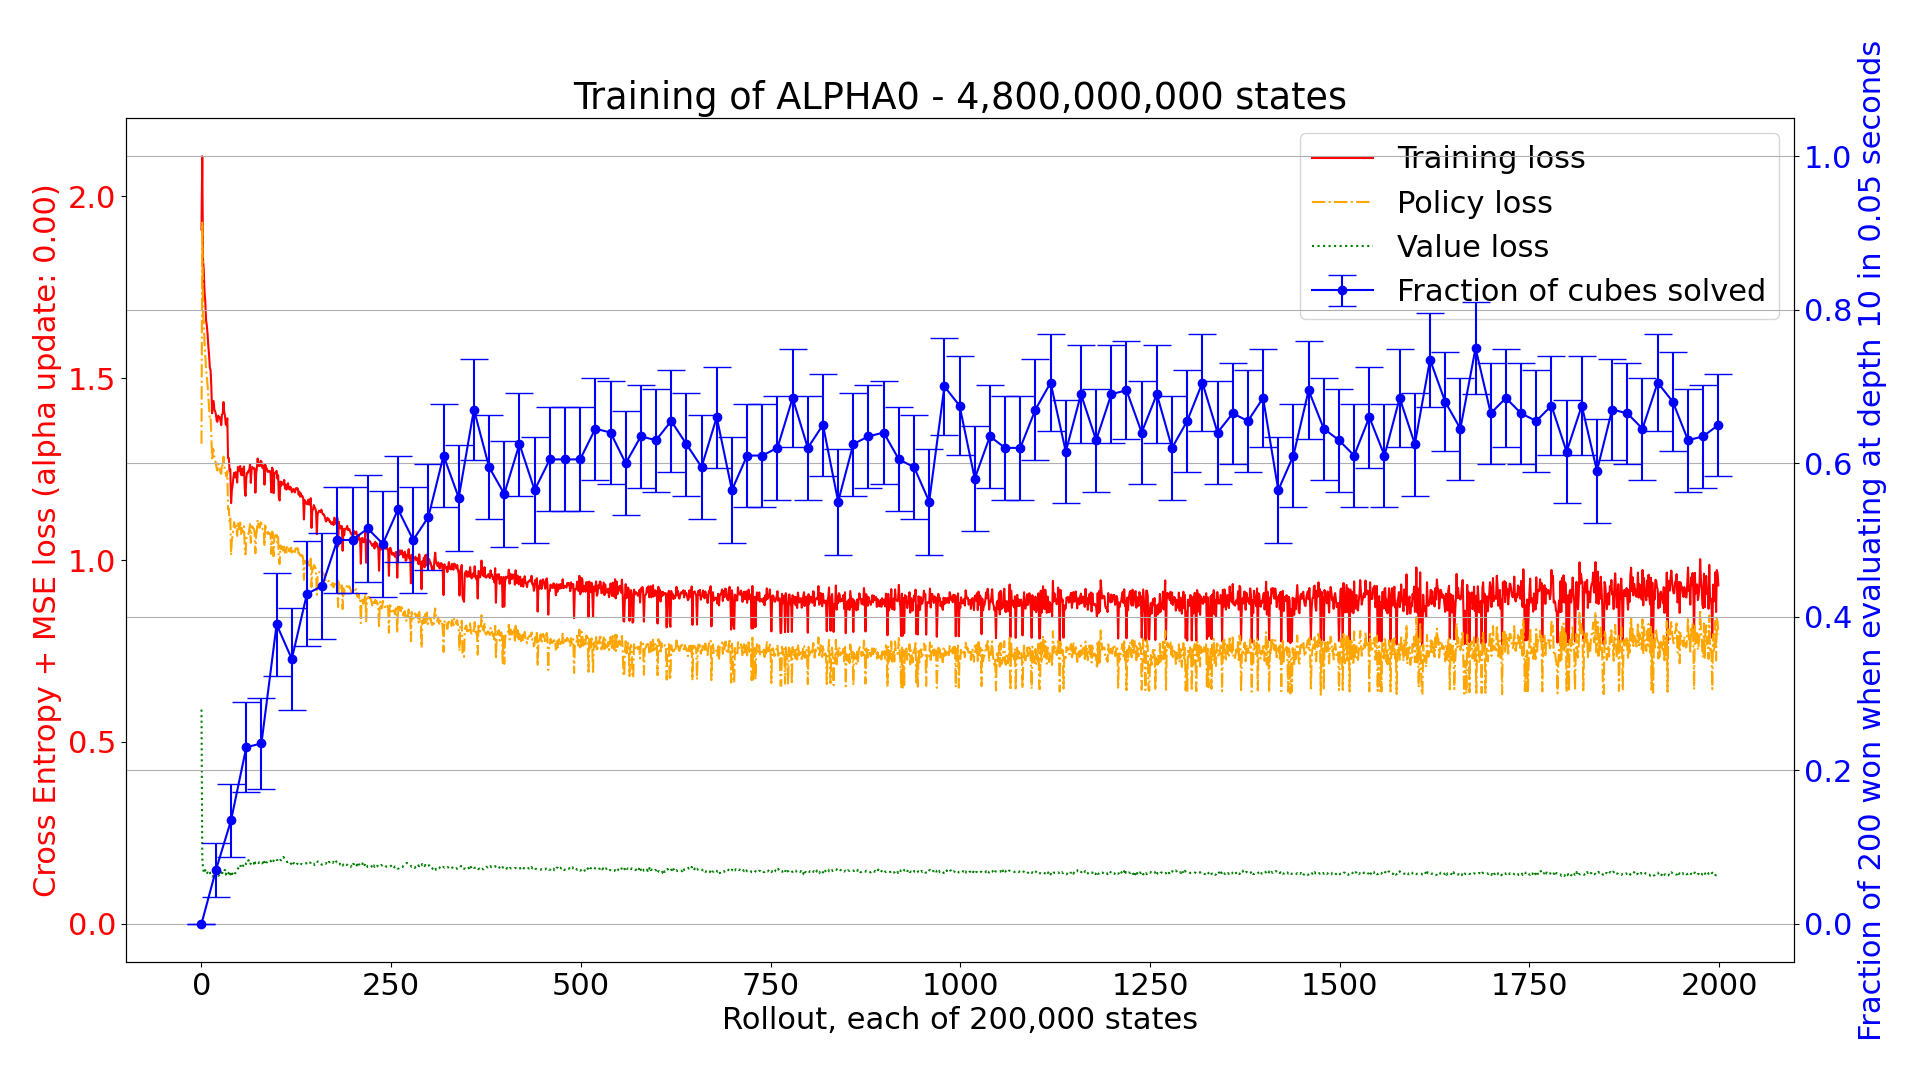 Training of ALPHA0 - 4,800,000,000 states
Cross Entropy + MSE loss (alpha update: 0.00)
2.0
1.5
1.0
0.5
0.0
Training loss
Policy loss
Value loss
Fraction of cubes solved
1.0
0.8
0.6
0.4
0.2
0.0
Fraction of 200 won when evaluating at depth 10 in 0.05 seconds
0 250 500 750 1000 1250 1500 1750 2000
Rollout, each of 200,000 states